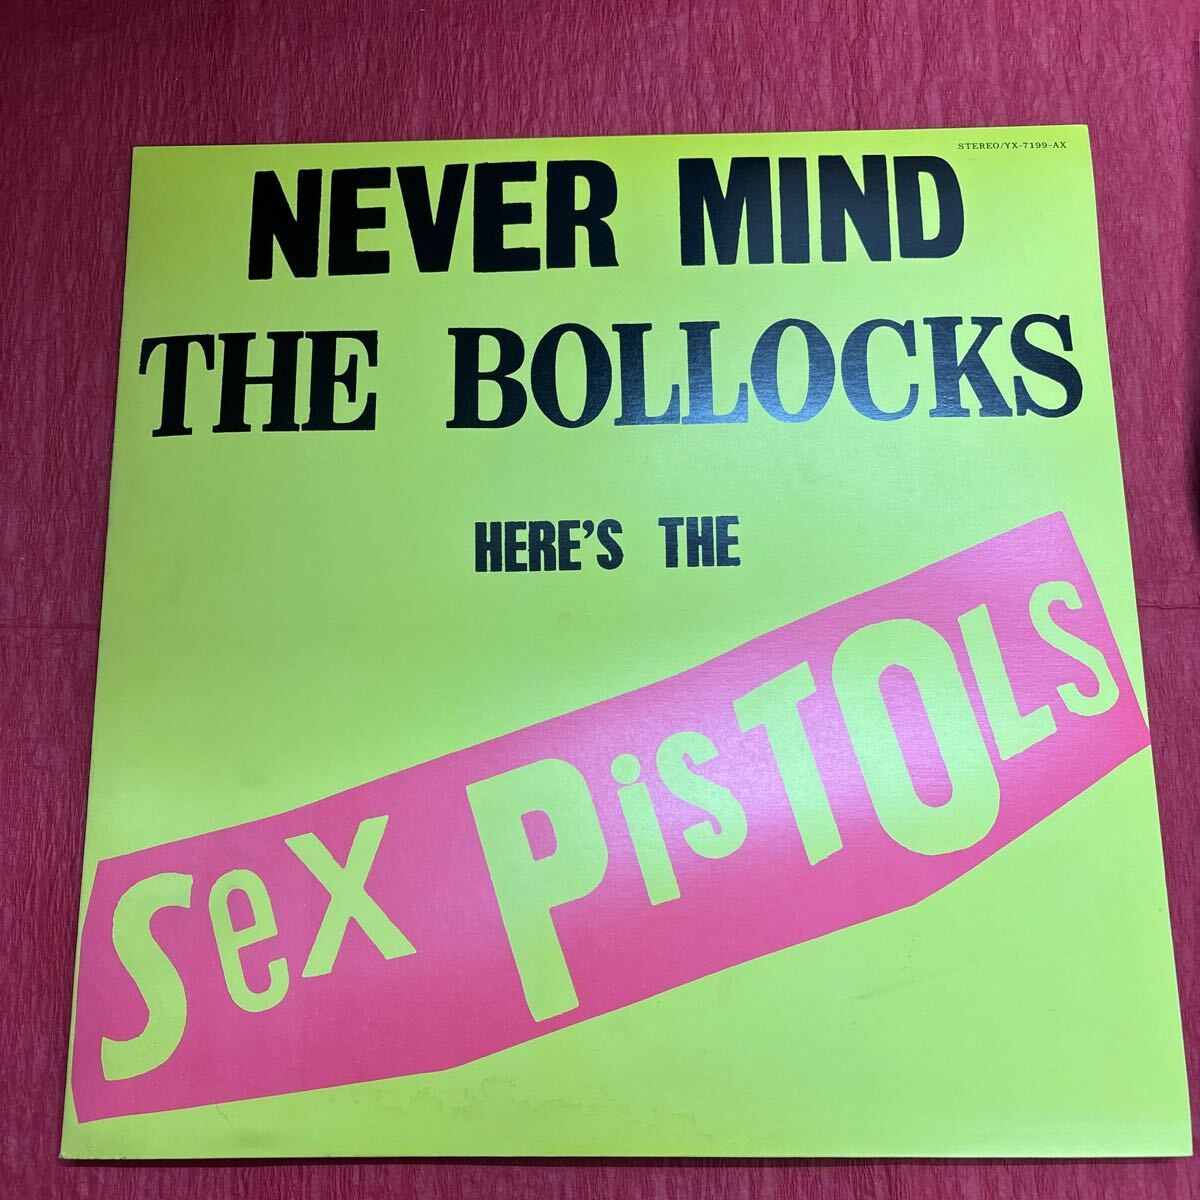 STEREO/YX-7199-AX
NEVER MIND
THE BOLLOCKS
HERE'S THE
SeX PiSTOLS